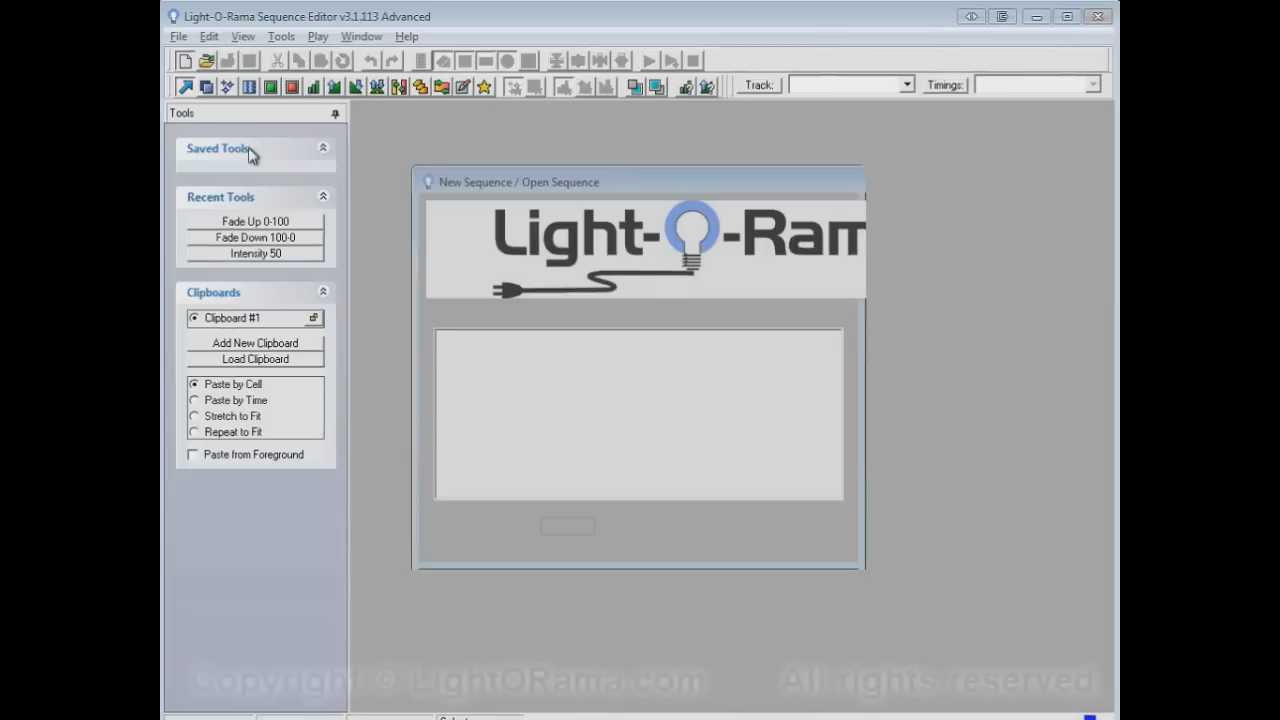 Light-O-Rama Sequence Editor v3.1.113 Advanced
File Edit View Tools Play Window Help
Track: Timings:
Tools
Saved Tools
Recent Tools
Fade Up 0-100
Fade Down 100-0
Intensity 50
Clipboards
Clipboard #1
Add New Clipboard
Load Clipboard
Paste by Cell
Paste by Time
Stretch to Fit
Repeat to Fit
Paste from Foreground
New Sequence / Open Sequence
Light-O-Ram
Copyright © LightORama.com All rights reserved